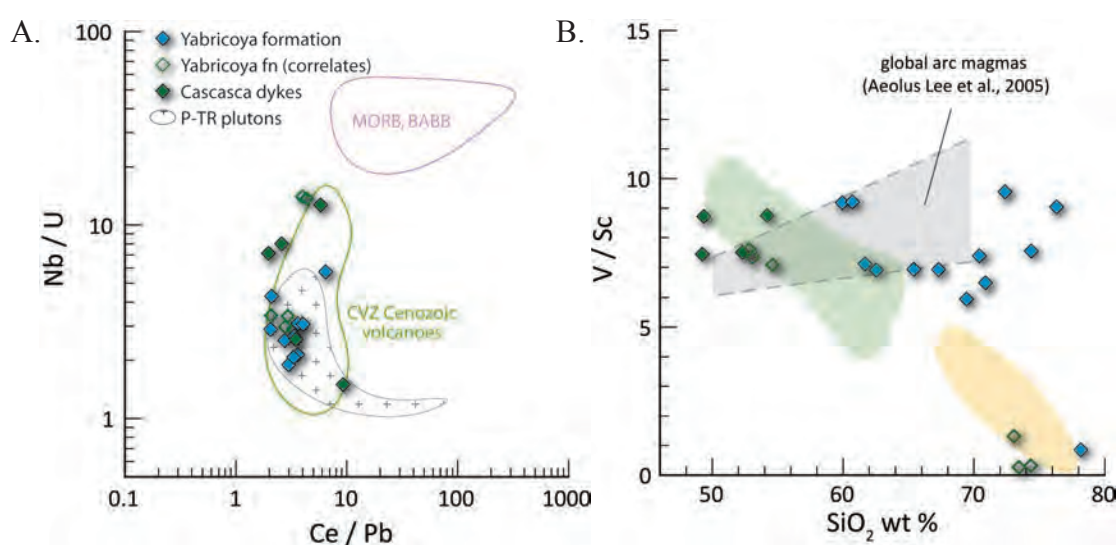 A.
100
10
1
0.1
1
10
100
1000
Nb / U
Ce / Pb
Yabricoya formation
Yabricoya fn (correlates)
Cascasca dykes
P-TR plutons
MORB, BABB
CVZ Cenozoic
volcanoes
B.
15
10
5
0
50
60
70
80
V / Sc
SiO₂ wt %
global arc magmas
(Aeolus Lee et al., 2005)